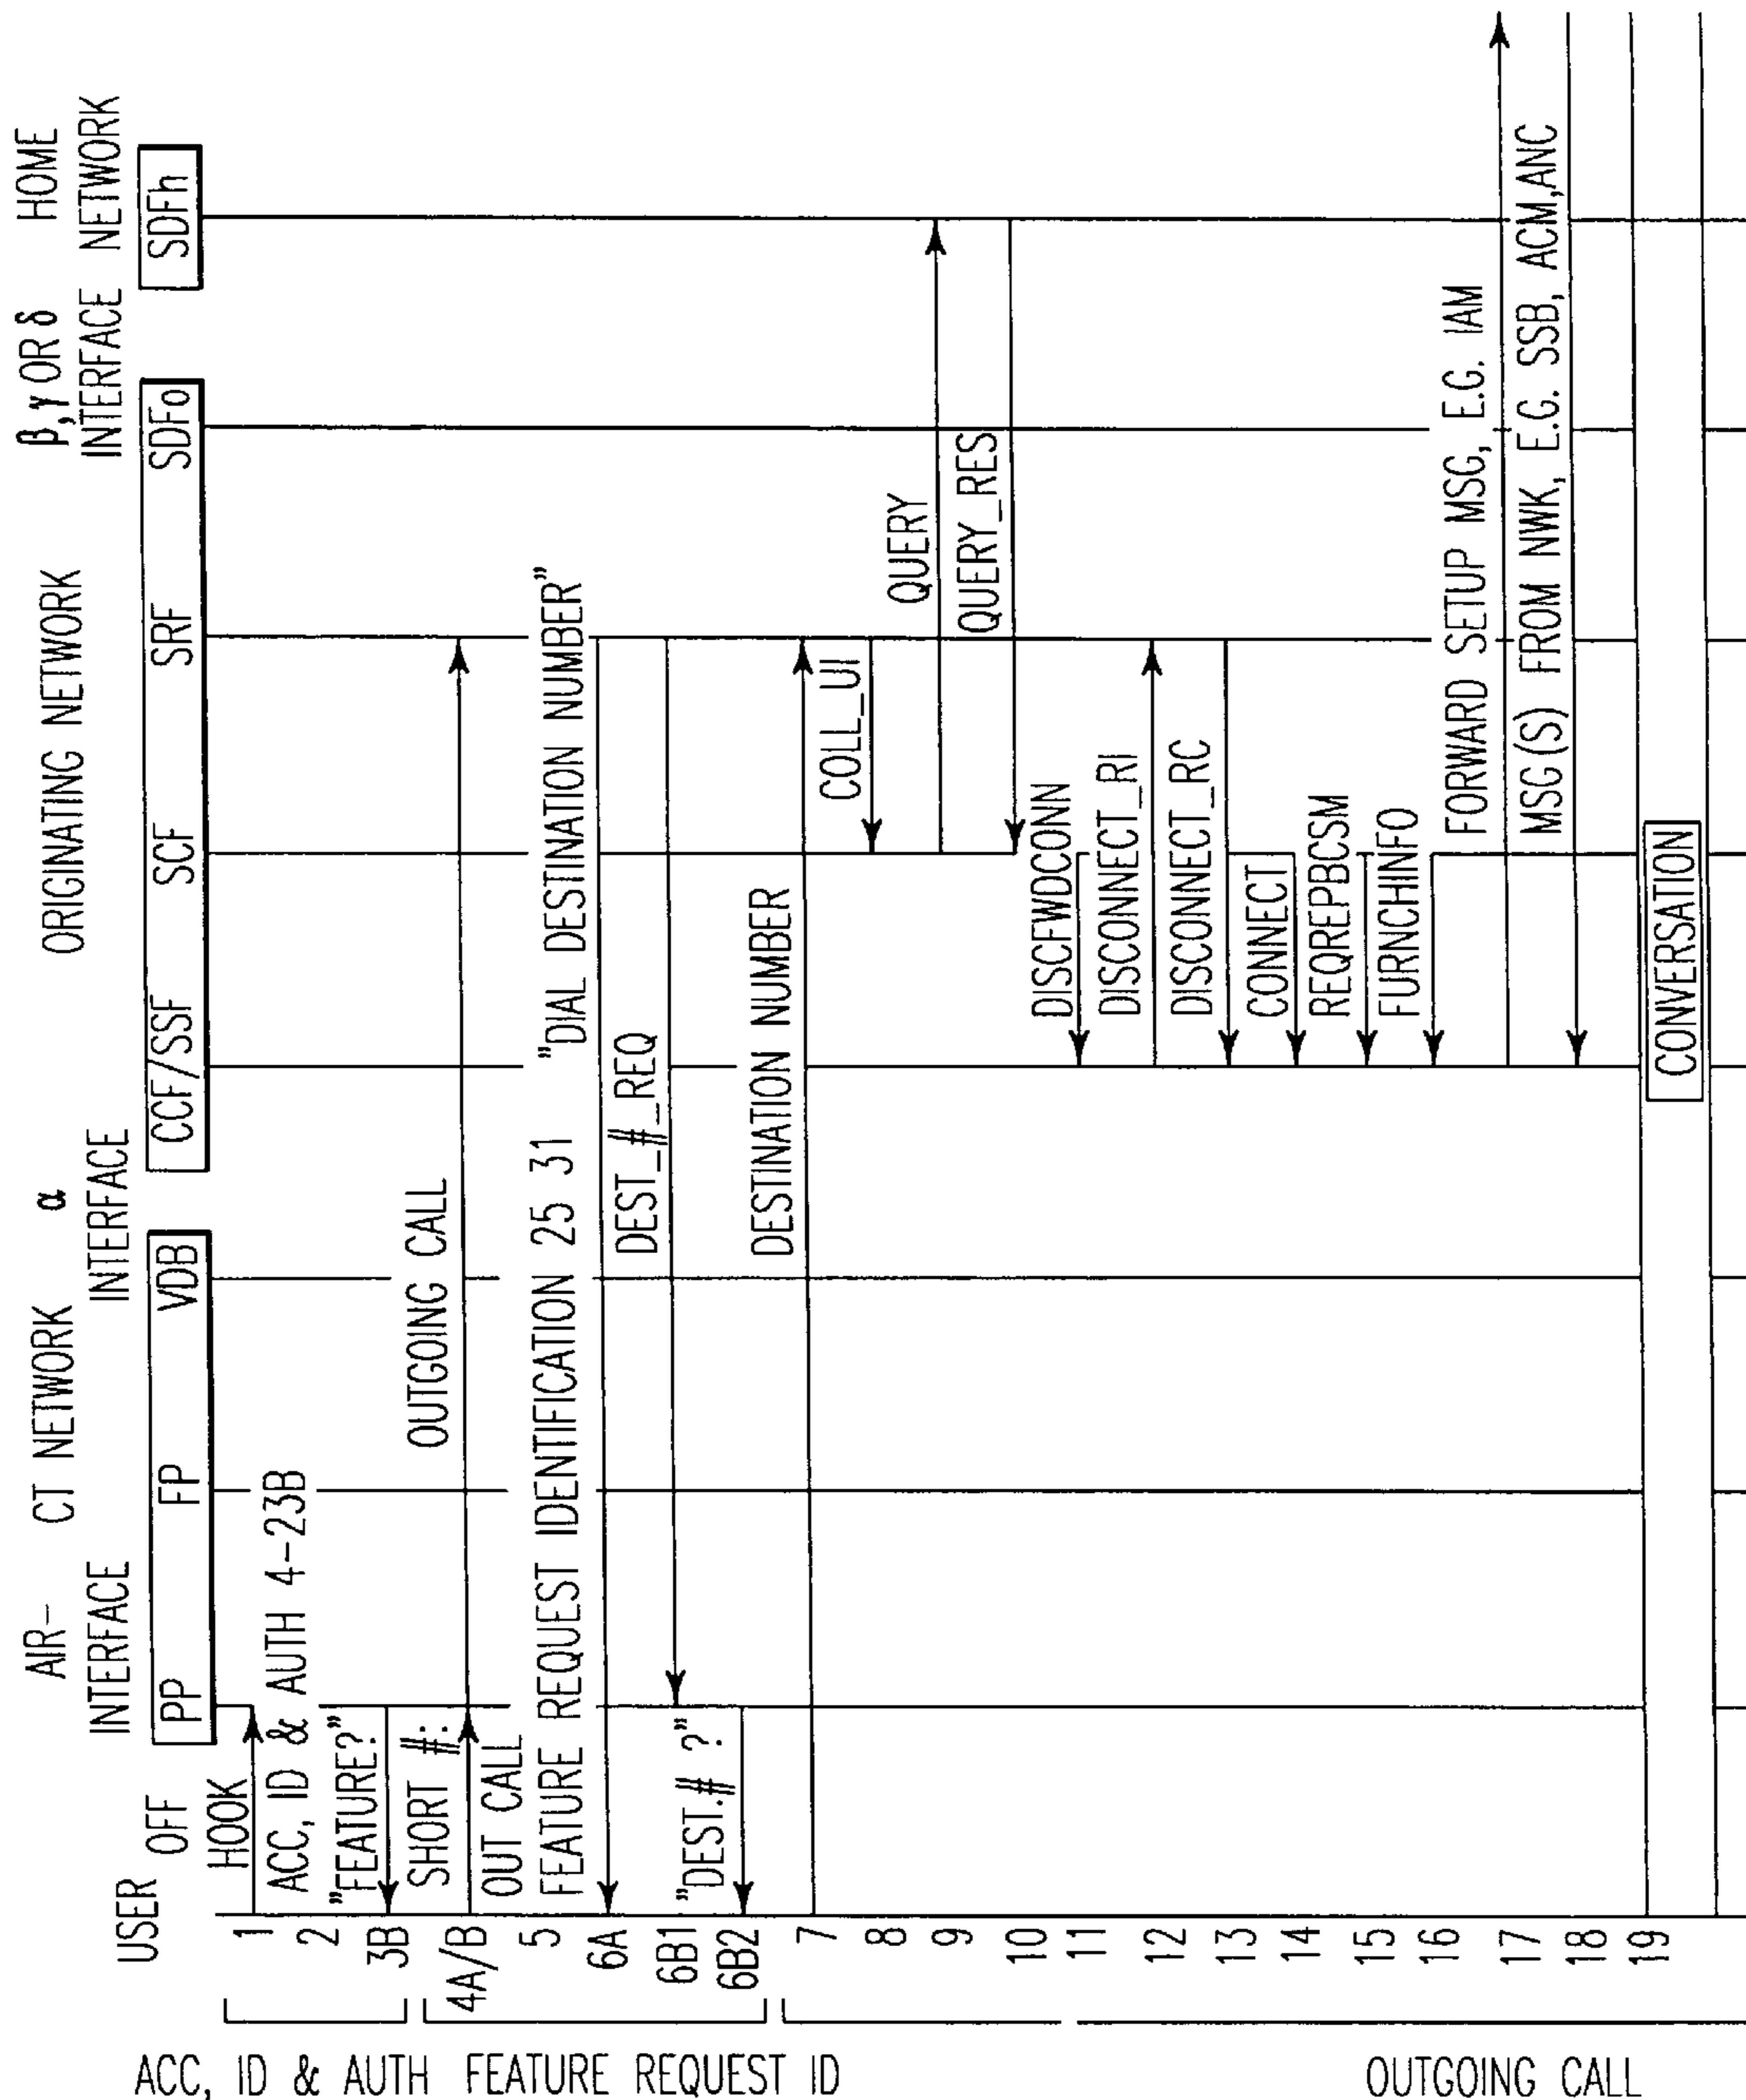 AIR- CT NETWORK α ORIGINATING NETWORK β,γ OR δ HOME
USER INTERFACE INTERFACE INTERFACE NETWORK NETWORK
OFF
HOOK
PP FP VDB
CCF/SSF SCF SRF SDFo
SDFh
1
2 ACC, ID & AUTH 4-23B
3B "FEATURE?"
4A/B SHORT #:
OUT CALL
OUTGOING CALL
5 FEATURE REQUEST IDENTIFICATION 25 31
6A "DIAL DESTINATION NUMBER"
6B1 DEST_#_REQ
6B2 "DEST.# ?"
7 DESTINATION NUMBER
8 COLL_UI
9 QUERY
10 QUERY_RES
11 DISCFWDCONN
12 DISCONNECT_RI
13 DISCONNECT_RC
14 CONNECT
15 REQREPBCSM
16 FURNCHINFO
17 FORWARD SETUP MSG, E.G. IAM
18 MSG(S) FROM NWK, E.G. SSB, ACM,ANC
19 CONVERSATION
ACC, ID & AUTH
FEATURE REQUEST ID
OUTGOING CALL